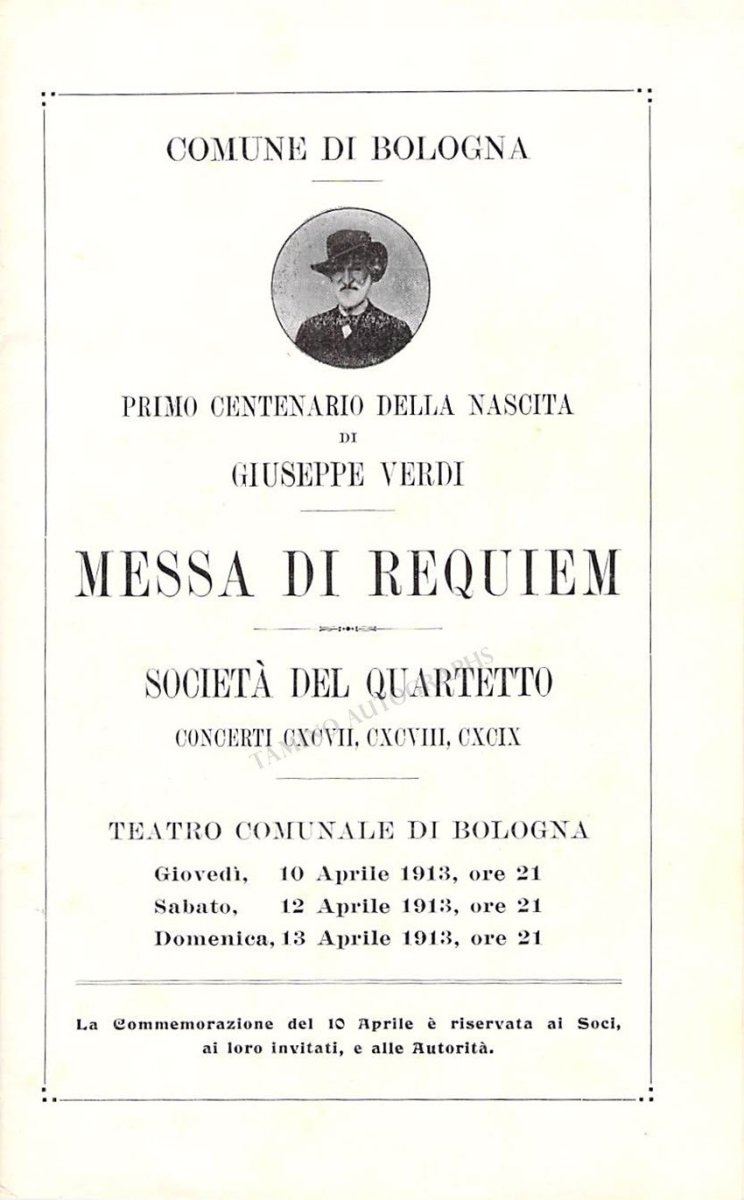 COMUNE DI BOLOGNA
PRIMO CENTENARIO DELLA NASCITA
DI
GIUSEPPE VERDI
MESSA DI REQUIEM
SOCIETÀ DEL QUARTETTO
CONCERTI CXCVII, CXCVIII, CXCIX
TAMINO AUTOGRAPHS
TEATRO COMUNALE DI BOLOGNA
Giovedì, 10 Aprile 1913, ore 21
Sabato, 12 Aprile 1913, ore 21
Domenica, 13 Aprile 1913, ore 21
La Commemorazione del 10 Aprile è riservata ai Soci,
ai loro invitati, e alle Autorità.